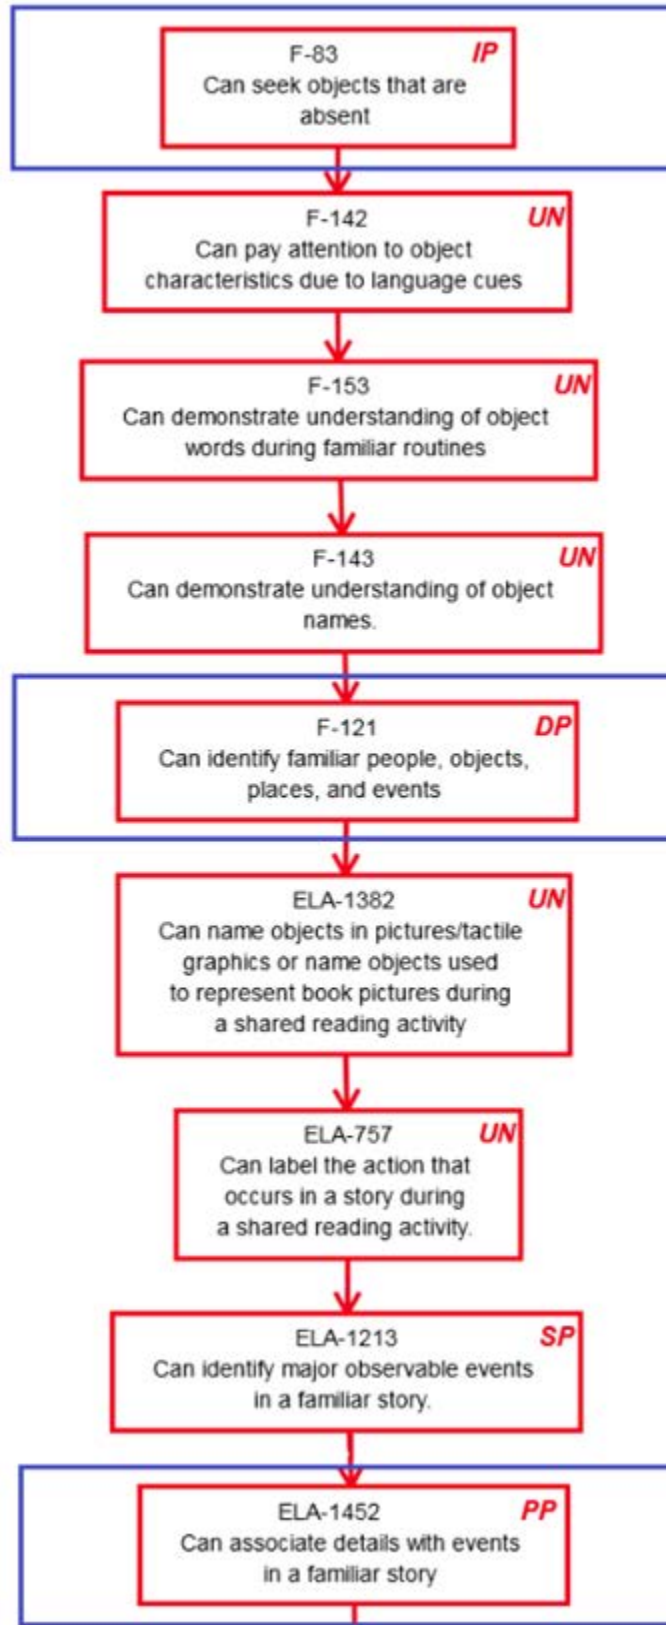 F-83 IP
Can seek objects that are
absent
F-142 UN
Can pay attention to object
characteristics due to language cues
F-153 UN
Can demonstrate understanding of object
words during familiar routines
F-143 UN
Can demonstrate understanding of object
names.
F-121 DP
Can identify familiar people, objects,
places, and events
ELA-1382 UN
Can name objects in pictures/tactile
graphics or name objects used
to represent book pictures during
a shared reading activity
ELA-757 UN
Can label the action that
occurs in a story during
a shared reading activity.
ELA-1213 SP
Can identify major observable events
in a familiar story.
ELA-1452 PP
Can associate details with events
in a familiar story